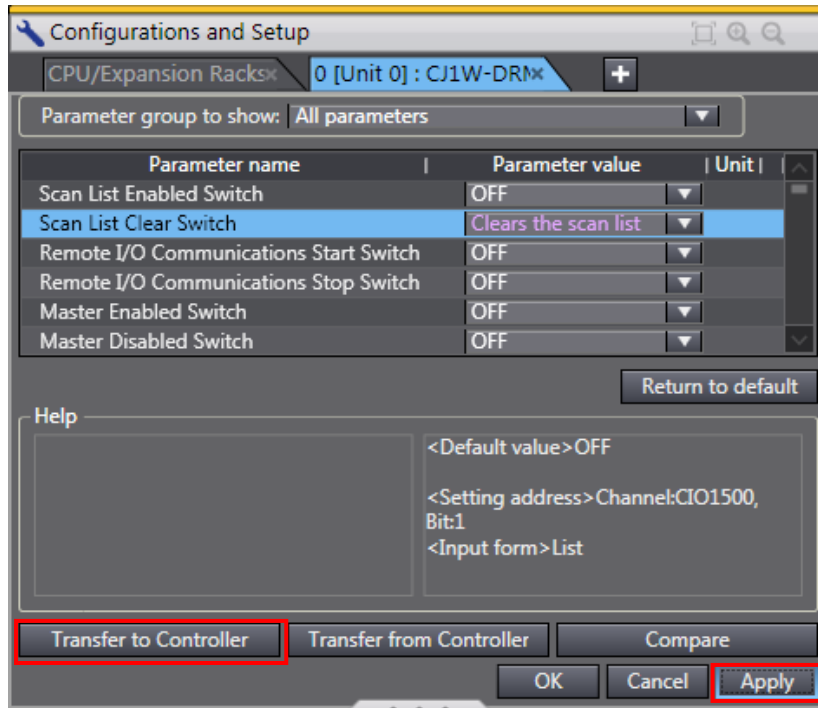 Configurations and Setup
CPU/Expansion Racks
0 [Unit 0] : CJ1W-DRM
Parameter group to show: All parameters
Parameter name Parameter value Unit
Scan List Enabled Switch OFF
Scan List Clear Switch Clears the scan list
Remote I/O Communications Start Switch OFF
Remote I/O Communications Stop Switch OFF
Master Enabled Switch OFF
Master Disabled Switch OFF
Return to default
Help
<Default value>OFF
<Setting address>Channel:CIO1500,
Bit:1
<Input form>List
Transfer to Controller Transfer from Controller Compare
OK Cancel Apply